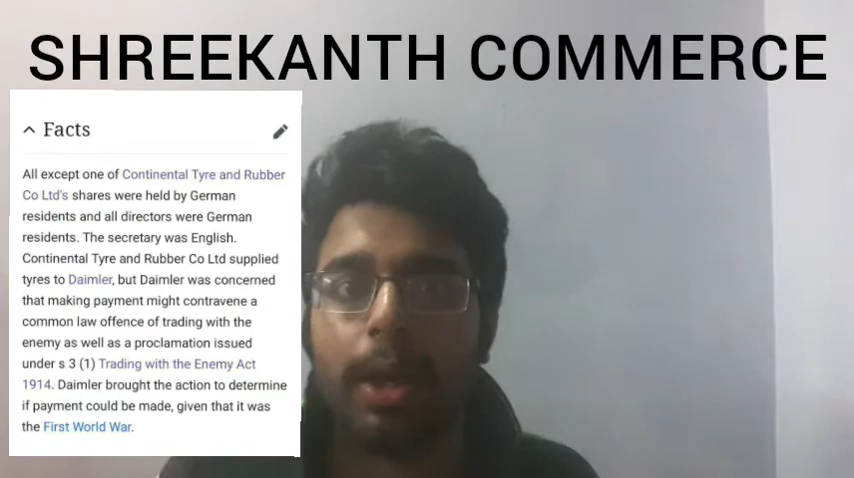 SHREEKANTH COMMERCE
Facts
All except one of Continental Tyre and Rubber
Co Ltd's shares were held by German
residents and all directors were German
residents. The secretary was English.
Continental Tyre and Rubber Co Ltd supplied
tyres to Daimler, but Daimler was concerned
that making payment might contravene a
common law offence of trading with the
enemy as well as a proclamation issued
under s 3 (1) Trading with the Enemy Act
1914. Daimler brought the action to determine
if payment could be made, given that it was
the First World War.